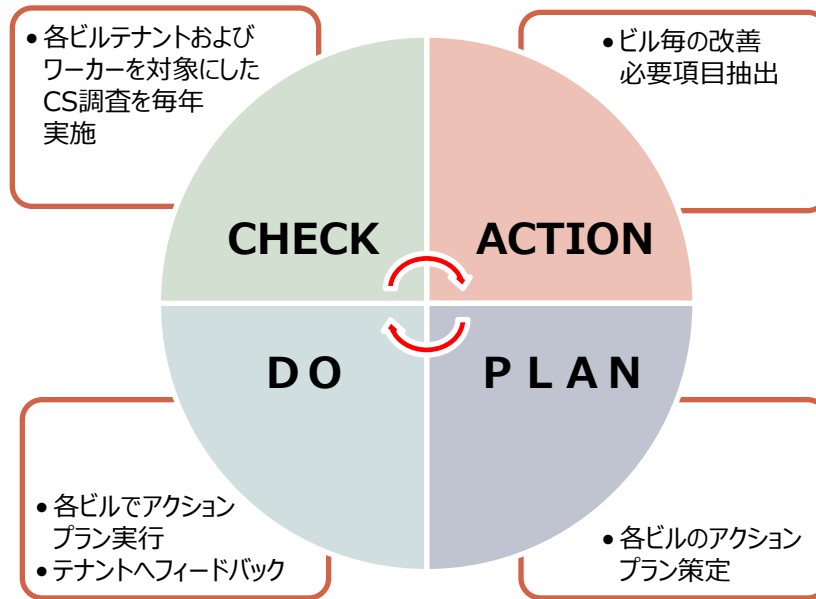 • 各ビルテナントおよび
ワーカーを対象にした
CS調査を毎年
実施
• ビル毎の改善
必要項目抽出
CHECK
ACTION
DO
PLAN
• 各ビルでアクション
プラン実行
• テナントへフィードバック
• 各ビルのアクション
プラン策定